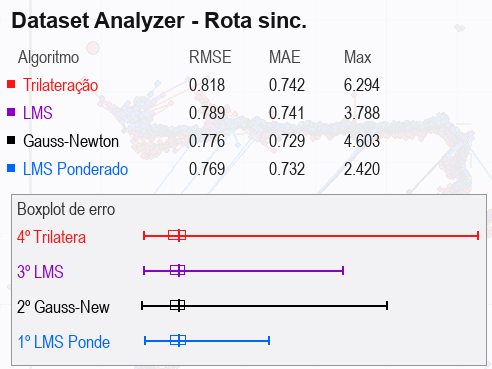 Dataset Analyzer - Rota sinc.
Algoritmo RMSE MAE Max
Trilateração 0.818 0.742 6.294
LMS 0.789 0.741 3.788
Gauss-Newton 0.776 0.729 4.603
LMS Ponderado 0.769 0.732 2.420
Boxplot de erro
4º Trilatera
3º LMS
2º Gauss-New
1º LMS Ponde